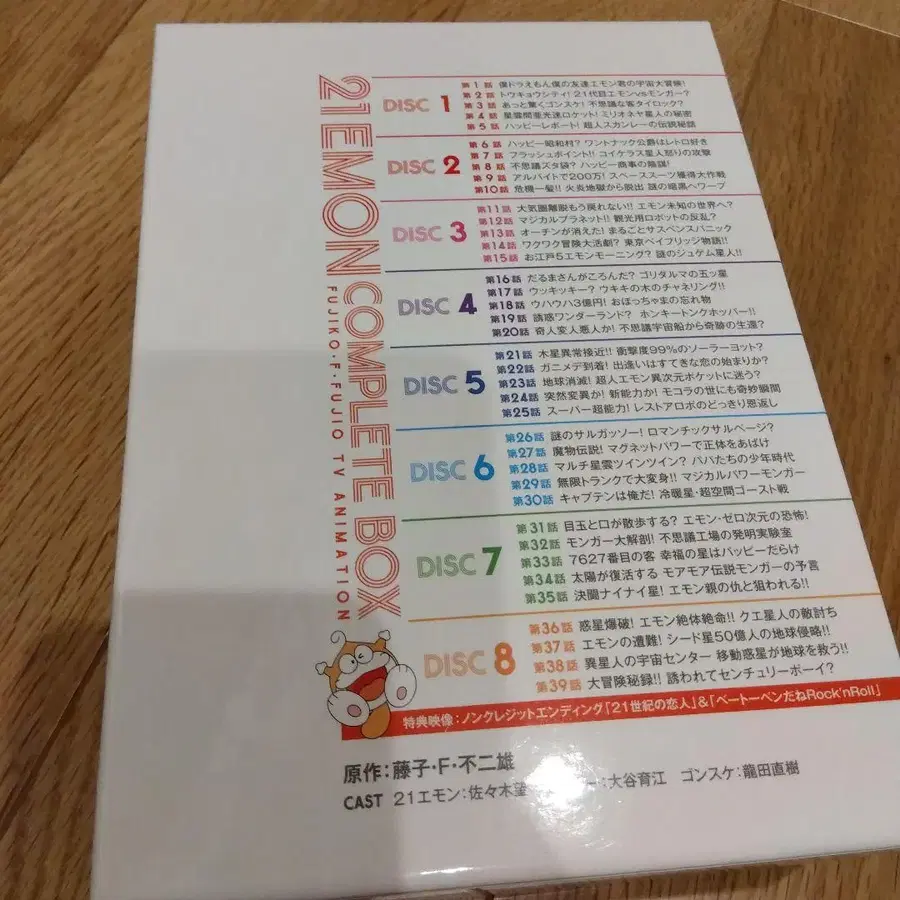 21EMON COMPLETE BOX
FUJIKO・F・FUJIO TV ANIMATION
DISC 1
第1話 僕ドラえもん僕の友達エモン君の宇宙大冒険!
第2話 トウキョウシティ! 21代目エモンvsモンガー?
第3話 あっと驚くゴンスケ! 不思議な客タイロック?
第4話 星雲間亜光速ロケット! ミリオネヤ星人の秘密
第5話 ハッピーレポート! 超人スカンレーの伝説秘話
DISC 2
第6話 ハッピー昭和村? ワントナック公爵はレトロ好き
第7話 フラッシュポイント!! コイケラス星人怒りの攻撃
第8話 不思議ズタ袋? ハッピー商事の陰謀!
第9話 アルバイトで200万! スペーススーツ獲得大作戦
第10話 危機一髪!! 火炎地獄から脱出 謎の暗黒へワープ
DISC 3
第11話 大気圏離脱もう戻れない!! エモン未知の世界へ?
第12話 マジカルプラネット!! 観光用ロボットの反乱?
第13話 オーチンが消えた! まるごとサスペンスパニック
第14話 ワクワク冒険大活劇? 東京ベイブリッジ物語!!
第15話 お江戸5エモンモーニング? 謎のジュゲム星人!!
DISC 4
第16話 だるまさんがころんだ? ゴリダルマの五ッ星
第17話 ウッキッキー? ウキキの木のチャネリング!!
第18話 ウハウハ3億円! おぼっちゃまの忘れ物
第19話 誘惑ワンダーランド? ホンキートンクホッパー!!
第20話 奇人変人悪人か! 不思議宇宙船から奇跡の生還?
DISC 5
第21話 木星異常接近!! 衝撃度99%のソーラーヨット?
第22話 ガニメデ到着! 出逢いはすてきな恋の始まりか?
第23話 地球消滅! 超人エモン異次元ポケットに迷う?
第24話 突然変異か! 新能力か! モコラの世にも奇妙瞬間
第25話 スーパー超能力! レストアロボのどっきり恩返し
DISC 6
第26話 謎のサルガッソー! ロマンチックサルベージ?
第27話 魔物伝説! マグネットパワーで正体をあばけ
第28話 マルチ星雲ツインツイン? パパたちの少年時代
第29話 無限トランクで大変身!! マジカルパワーモンガー
第30話 キャプテンは俺だ! 冷暖星・超空間ゴースト戦
DISC 7
第31話 目玉と口が散歩する? エモン・ゼロ次元の恐怖!
第32話 モンガー大解剖! 不思議工場の発明実験室
第33話 7627番目の客 幸福の星はハッピーだらけ
第34話 太陽が復活する モアモア伝説モンガーの予言
第35話 決闘ナイナイ星! エモン親の仇と狙われる!!
DISC 8
第36話 惑星爆破! エモン絶体絶命!! クエ星人の敵討ち
第37話 エモンの遭難! シード星50億人の地球侵略!!
第38話 異星人の宇宙センター 移動惑星が地球を救う!!
第39話 大冒険秘録!! 誘われてセンチュリーボーイ?
特典映像:ノンクレジットエンディング「21世紀の恋人」&「ベートーベンだねRock'nRoll」
原作:藤子・F・不二雄
CAST 21エモン:佐々木望 ー:大谷育江 ゴンスケ:龍田直樹